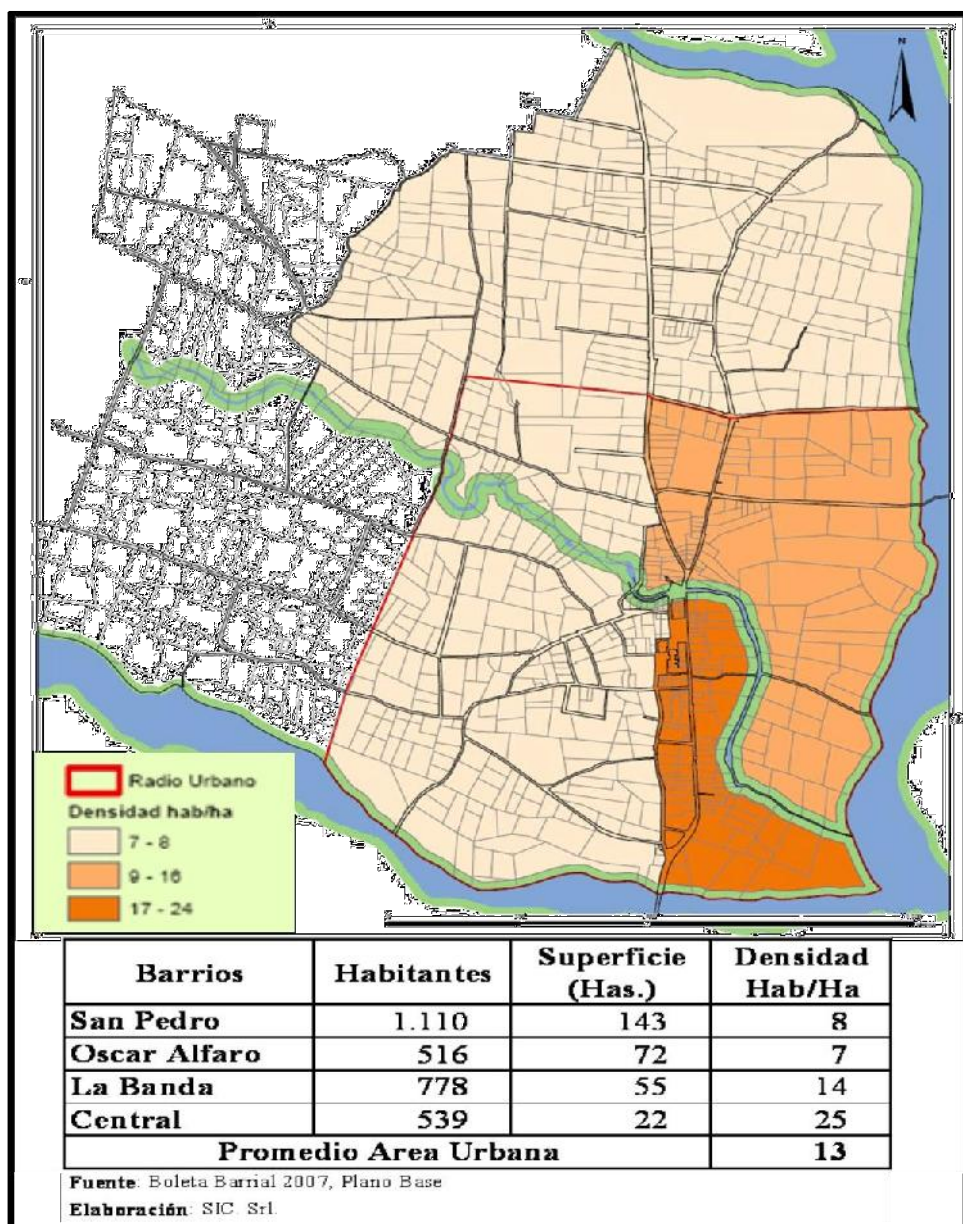 N
Radio Urbano
Densidad hab/ha
7 - 8
9 - 16
17 - 24
Barrios Habitantes Superficie (Has.) Densidad Hab/Ha
San Pedro 1.110 143 8
Oscar Alfaro 516 72 7
La Banda 778 55 14
Central 539 22 25
Promedio Area Urbana 13
Fuente: Boleta Barrial 2007, Plano Base
Elaboración: SIC. Srl.